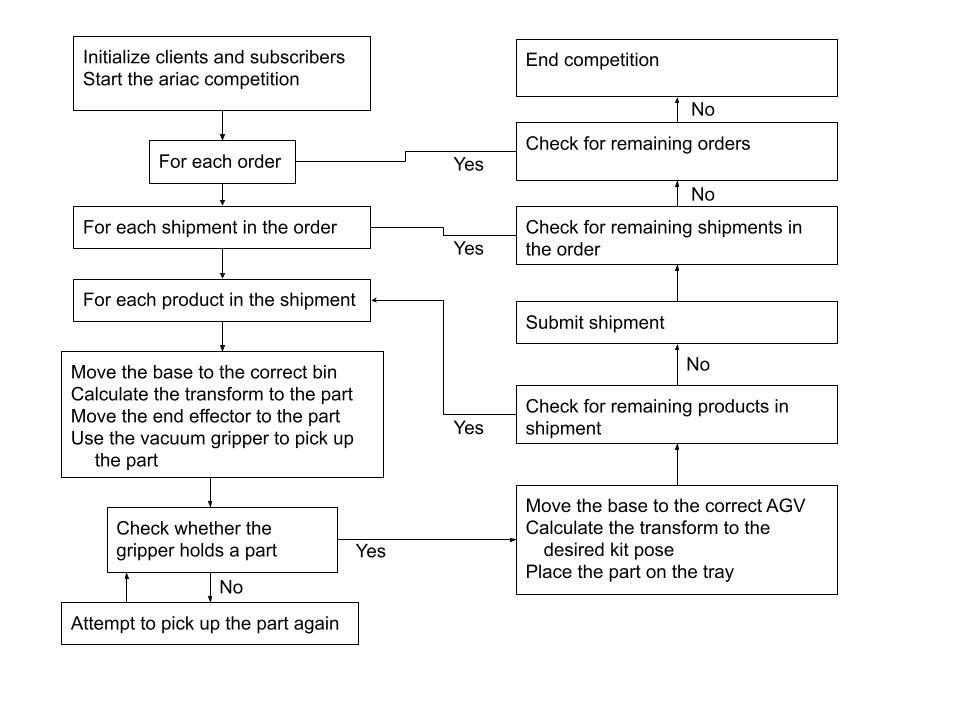 Initialize clients and subscribers
Start the ariac competition
For each order
For each shipment in the order
For each product in the shipment
Move the base to the correct bin
Calculate the transform to the part
Move the end effector to the part
Use the vacuum gripper to pick up
the part
Check whether the
gripper holds a part
No
Attempt to pick up the part again
Yes
Move the base to the correct AGV
Calculate the transform to the
desired kit pose
Place the part on the tray
Check for remaining products in
shipment
Yes
No
Submit shipment
Check for remaining shipments in
the order
Yes
No
Check for remaining orders
Yes
No
End competition